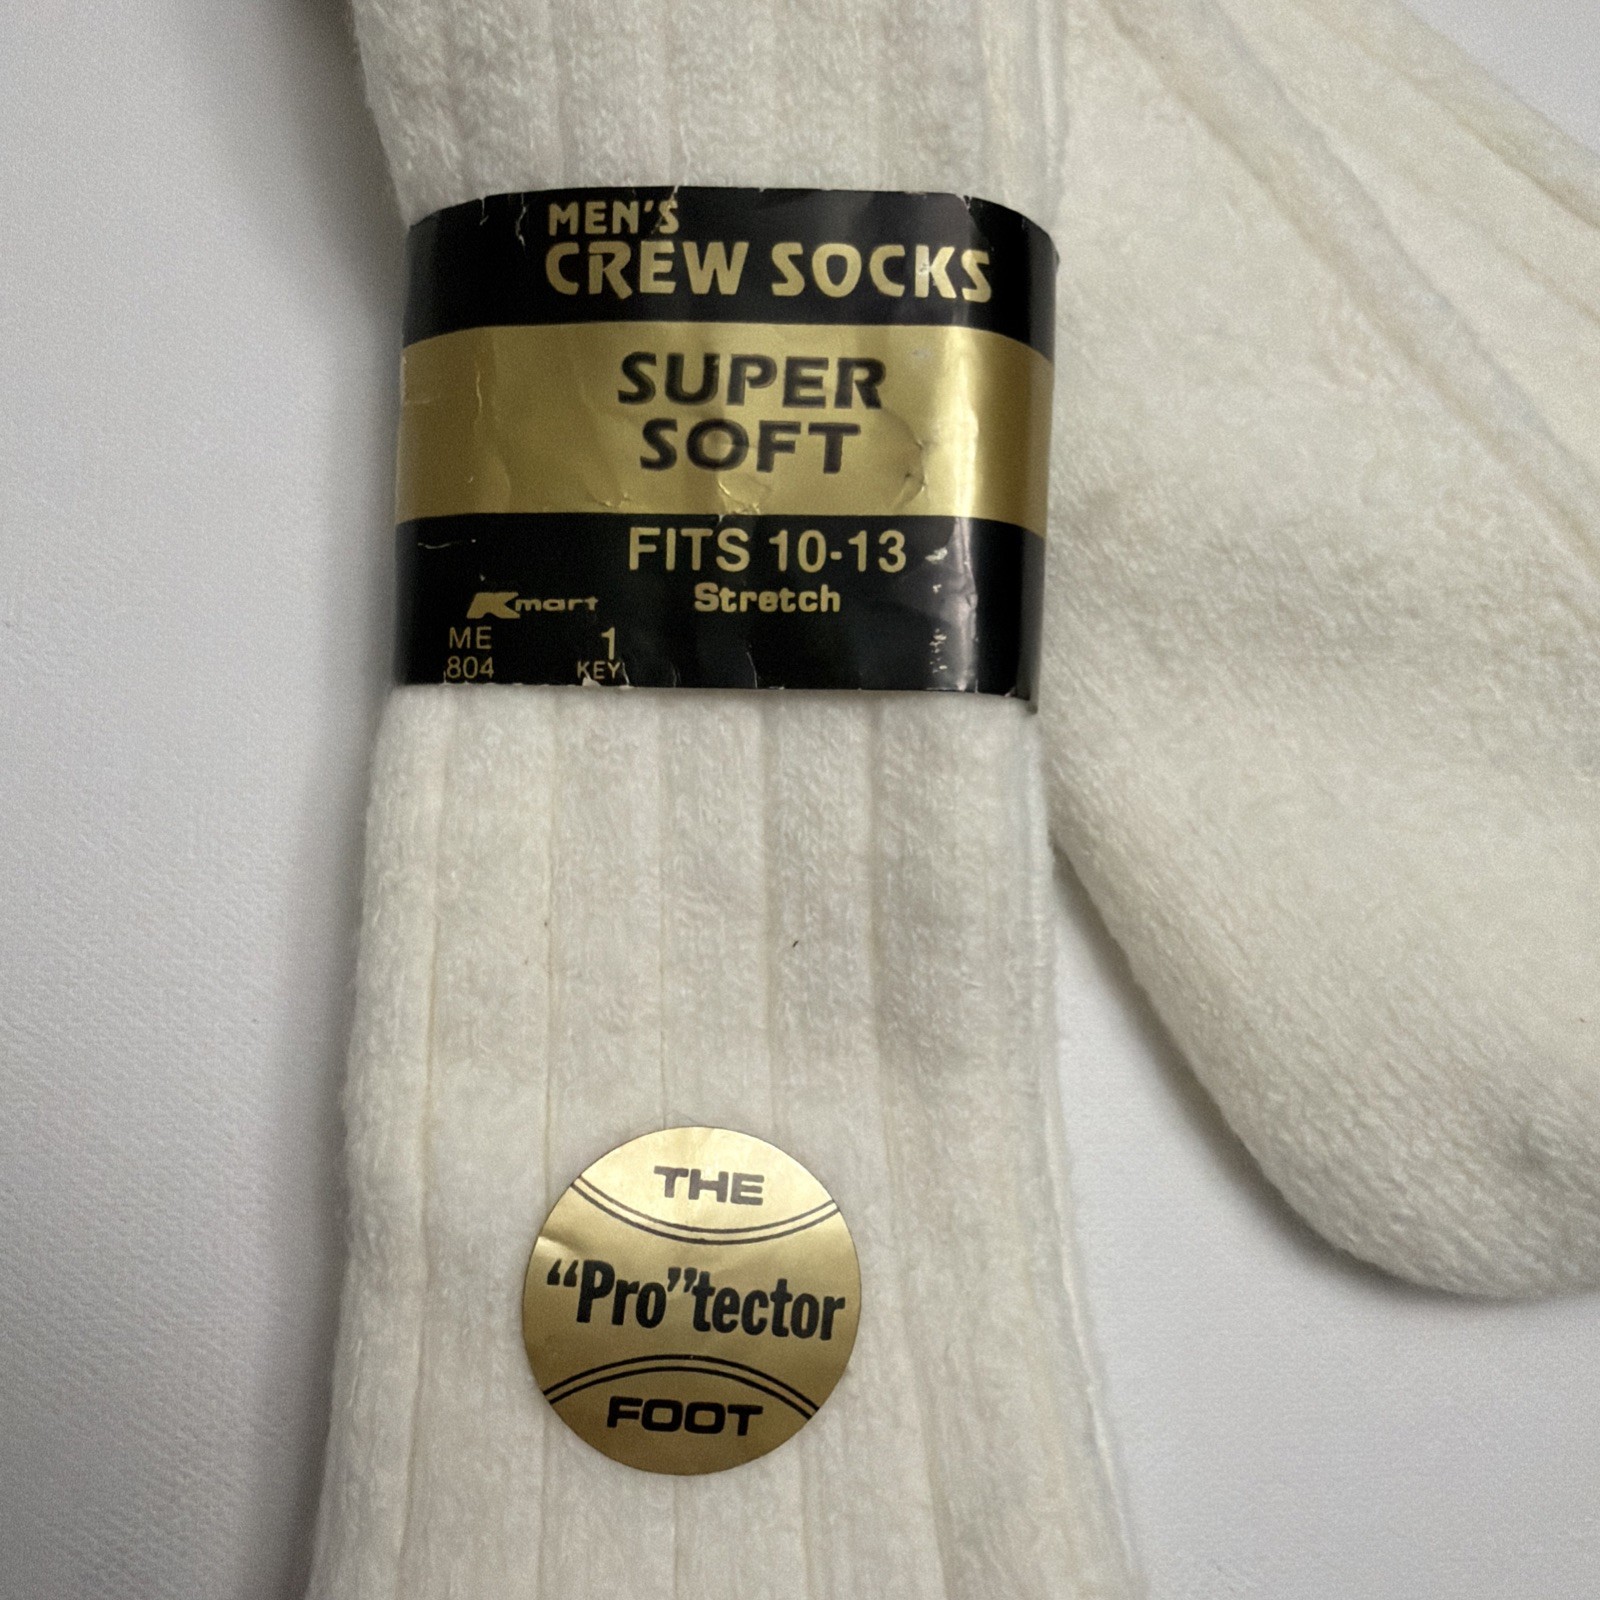 MEN'S
CREW SOCKS
SUPER
SOFT
FITS 10-13
Stretch
Kmart
ME 1
804 KEY
THE
“Pro”tector
FOOT